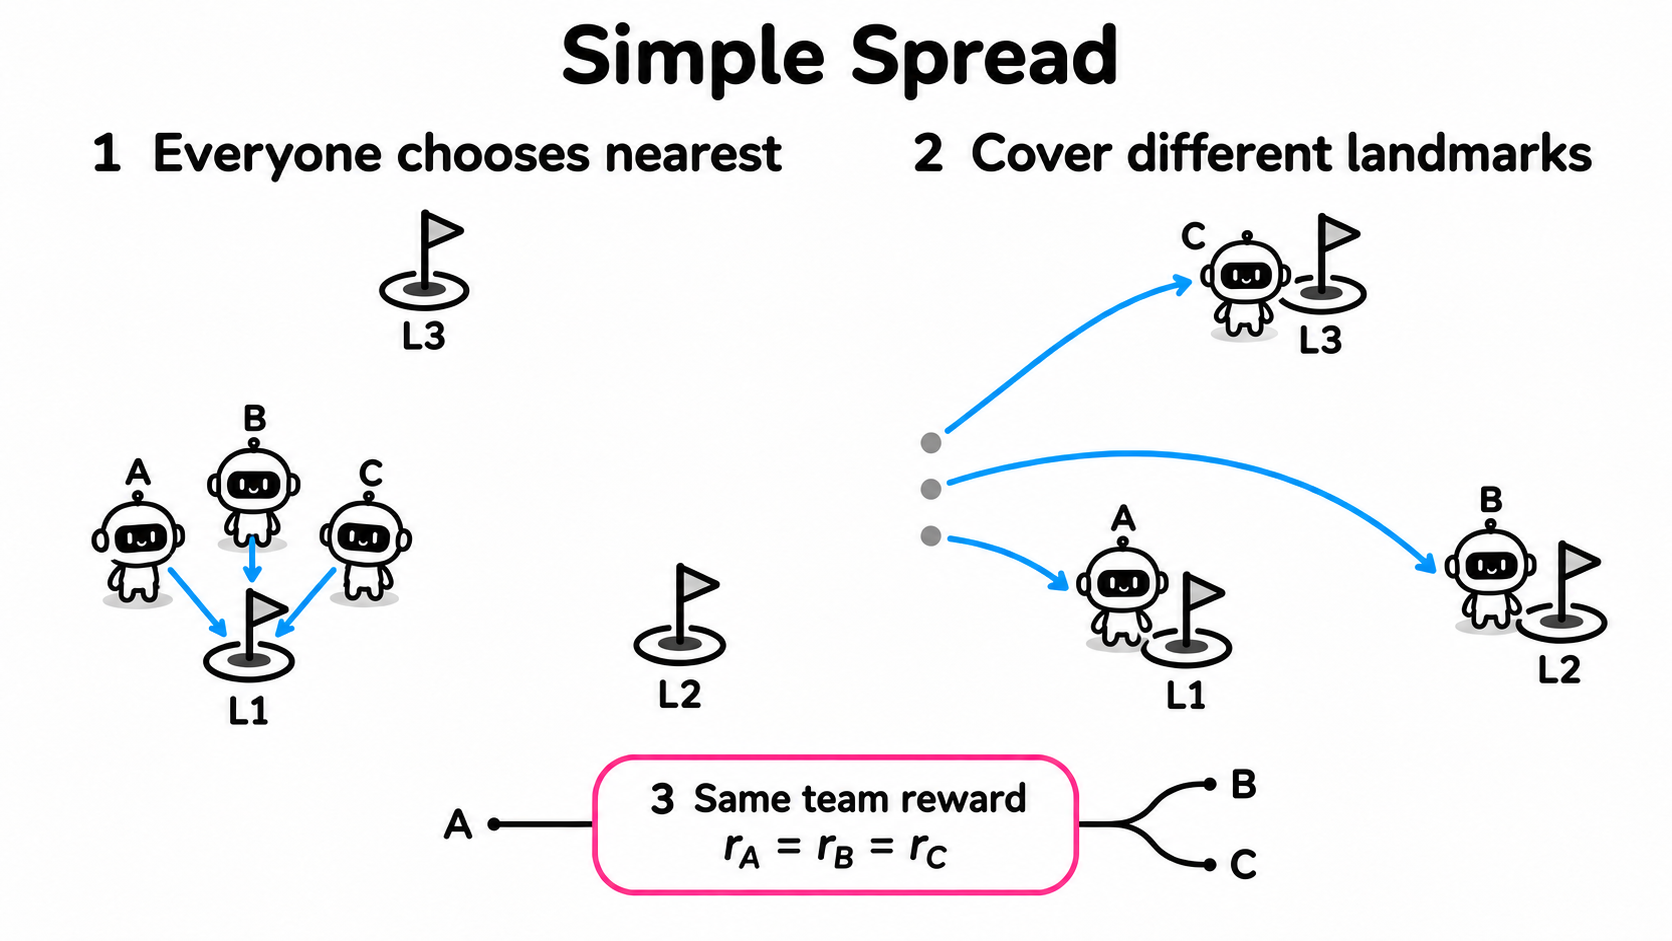 Simple Spread
1 Everyone chooses nearest
L3
B
A
C
L1
L2
2 Cover different landmarks
C
L3
A
B
L1
L2
A
3 Same team reward
r_A = r_B = r_C
B
C